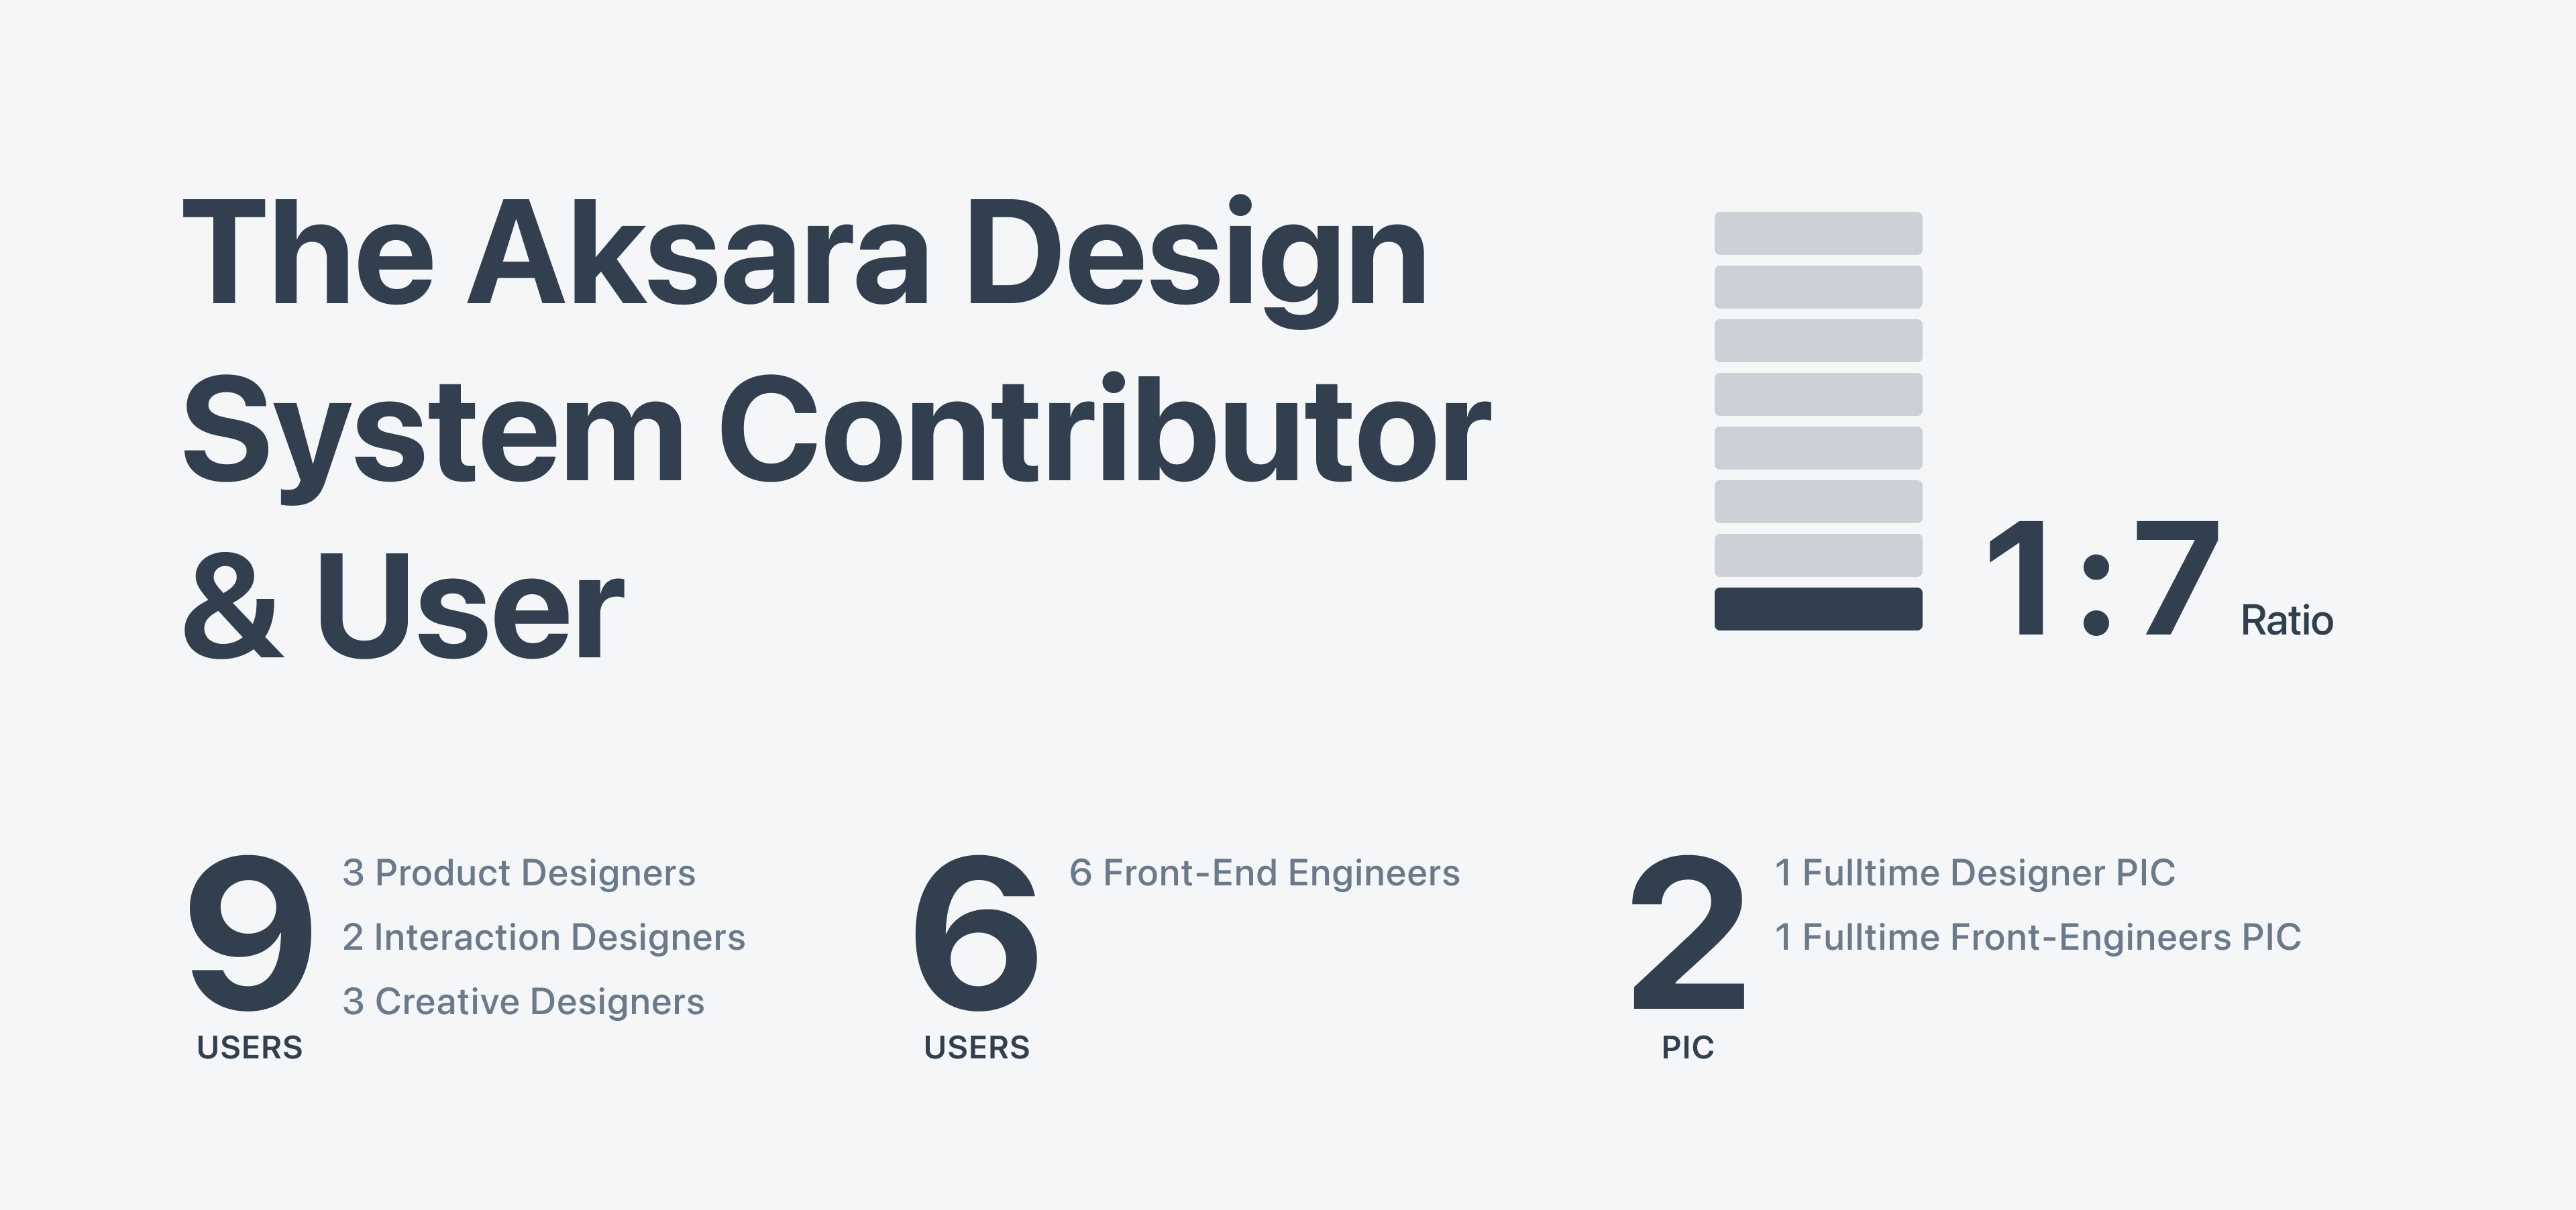 The Aksara Design
System Contributor
& User
1:7 Ratio
9
USERS
3 Product Designers
2 Interaction Designers
3 Creative Designers
6
USERS
6 Front-End Engineers
2
PIC
1 Fulltime Designer PIC
1 Fulltime Front-Engineers PIC